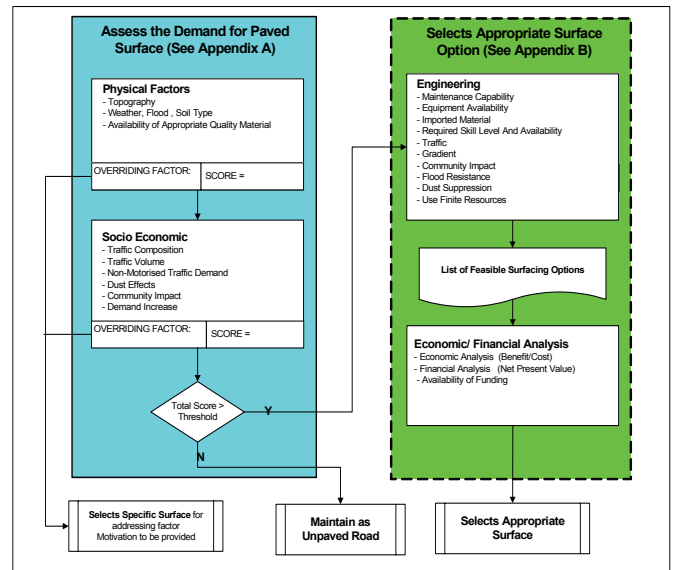 Assess the Demand for Paved
Surface (See Appendix A)
Physical Factors
- Topography
- Weather, Flood , Soil Type
- Availability of Appropriate Quality Material
OVERRIDING FACTOR:
SCORE =
Socio Economic
- Traffic Composition
- Traffic Volume
- Non-Motorised Traffic Demand
- Dust Effects
- Community Impact
- Demand Increase
OVERRIDING FACTOR:
SCORE =
Total Score >
Threshold
Y
N
Selects Specific Surface for
addressing factor
Motivation to be provided
Maintain as
Unpaved Road
Selects Appropriate Surface
Option (See Appendix B)
Engineering
- Maintenance Capability
- Equipment Availability
- Imported Material
- Required Skill Level And Availability
- Traffic
- Gradient
- Community Impact
- Flood Resistance
- Dust Suppression
- Use Finite Resources
List of Feasible Surfacing Options
Economic/ Financial Analysis
- Economic Analysis (Benefit/Cost)
- Financial Analysis (Net Present Value)
- Availability of Funding
Selects Appropriate
Surface